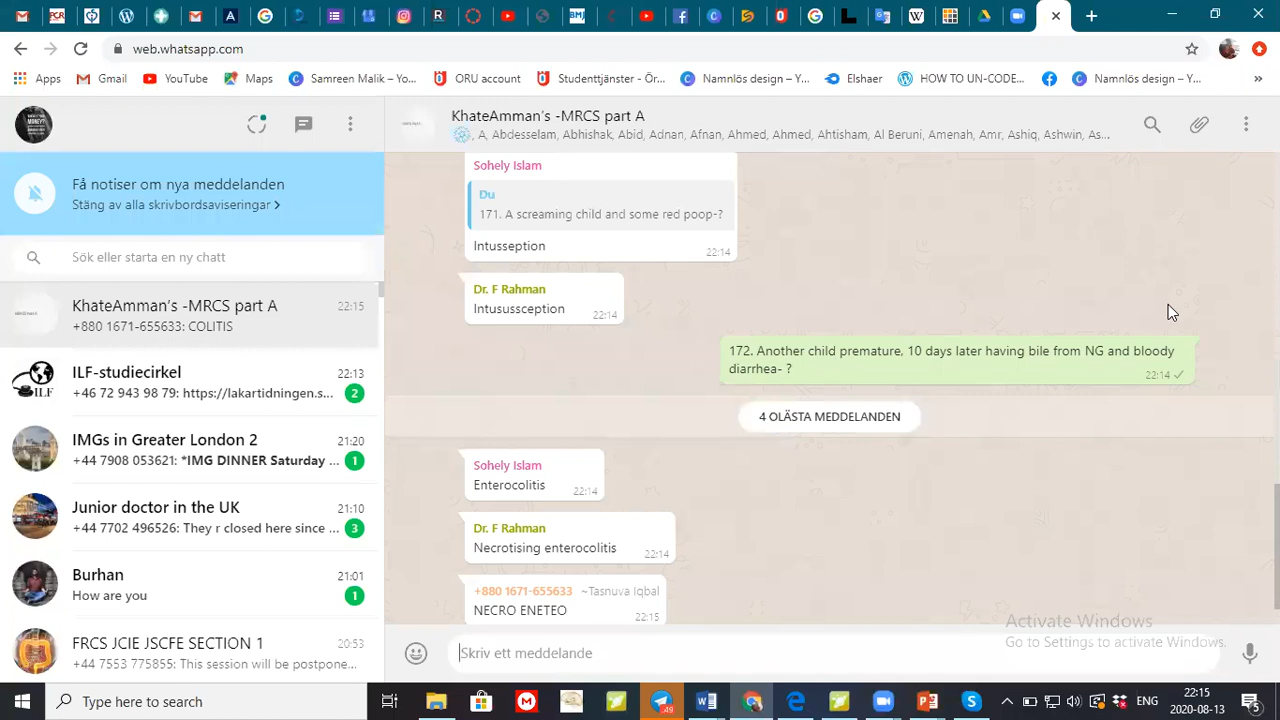 web.whatsapp.com
Apps
Gmail
YouTube
Maps
Samreen Malik – Yo...
ORU account
Studenttjänster - Ör...
Namnlös design – Y...
Elshaer
HOW TO UN-CODE...
Namnlös design – Y...
»
KhateAmman's -MRCS part A
, A, Abdesselam, Abhishak, Abid, Adnan, Afnan, Ahmed, Ahmed, Ahtisham, Al Beruni, Amenah, Amr, Ashiq, Ashwin, As...
Få notiser om nya meddelanden
Stäng av alla skrivbordsaviseringar >
Sök eller starta en ny chatt
KhateAmman's -MRCS part A 22:15
+880 1671-655633: COLITIS
ILF-studiecirkel 22:13
+46 72 943 98 79: https://lakartidningen.s... 2
IMGs in Greater London 2 21:20
+44 7908 053621: *IMG DINNER Saturday ... 1
Junior doctor in the UK 21:10
+44 7702 496526: They r closed here since ... 3
Burhan 21:01
How are you 1
FRCS JCIE JSCFE SECTION 1 20:53
+44 7553 775855: This session will be postpone...
Sohely Islam
Du
171. A screaming child and some red poop-?
Intusseption
22:14
Dr. F Rahman
Intusussception
22:14
172. Another child premature, 10 days later having bile from NG and bloody
diarrhea- ?
22:14
4 OLÄSTA MEDDELANDEN
Sohely Islam
Enterocolitis
22:14
Dr. F Rahman
Necrotising enterocolitis
22:14
+880 1671-655633 ~Tasnuva Iqbal
NECRO ENETEO
22:15
Skriv ett meddelande
Activate Windows
Go to Settings to activate Windows.
Type here to search
ENG
22:15
2020-08-13